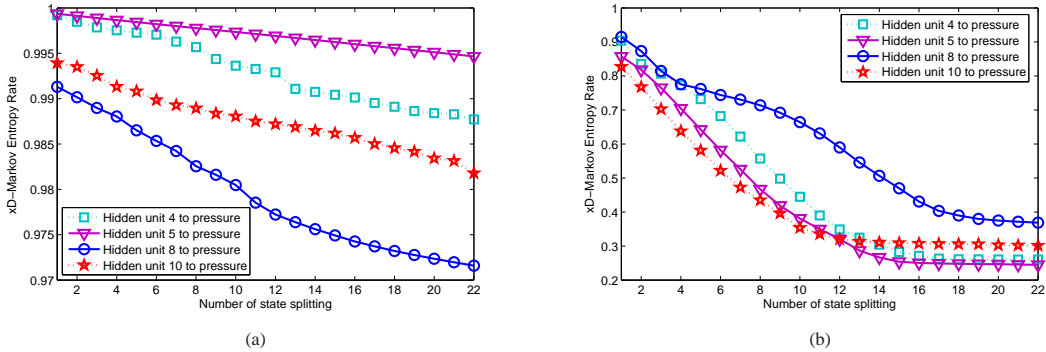 1
0.995
0.99
0.985
0.98
0.975
0.97
xD−Markov Entropy Rate
2 4 6 8 10 12 14 16 18 20 22
Number of state splitting
Hidden unit 4 to pressure
Hidden unit 5 to pressure
Hidden unit 8 to pressure
Hidden unit 10 to pressure
(a)
1
0.9
0.8
0.7
0.6
0.5
0.4
0.3
0.2
xD−Markov Entropy Rate
2 4 6 8 10 12 14 16 18 20 22
Number of state splitting
Hidden unit 4 to pressure
Hidden unit 5 to pressure
Hidden unit 8 to pressure
Hidden unit 10 to pressure
(b)